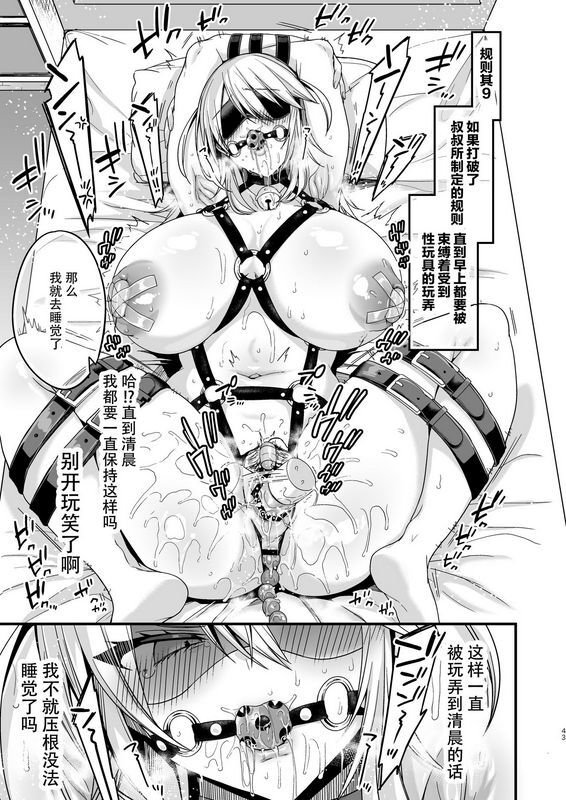 规则其9
如果打破了
叔叔所制定的规则
直到早上都要被
束缚着受到
性玩具的玩弄
那么
我就去睡觉了
哈!?直到清晨
我都要一直保持这样吗
别开玩笑了啊
这样一直
被玩弄到清晨的话
我不就压根没法
睡觉了吗
43